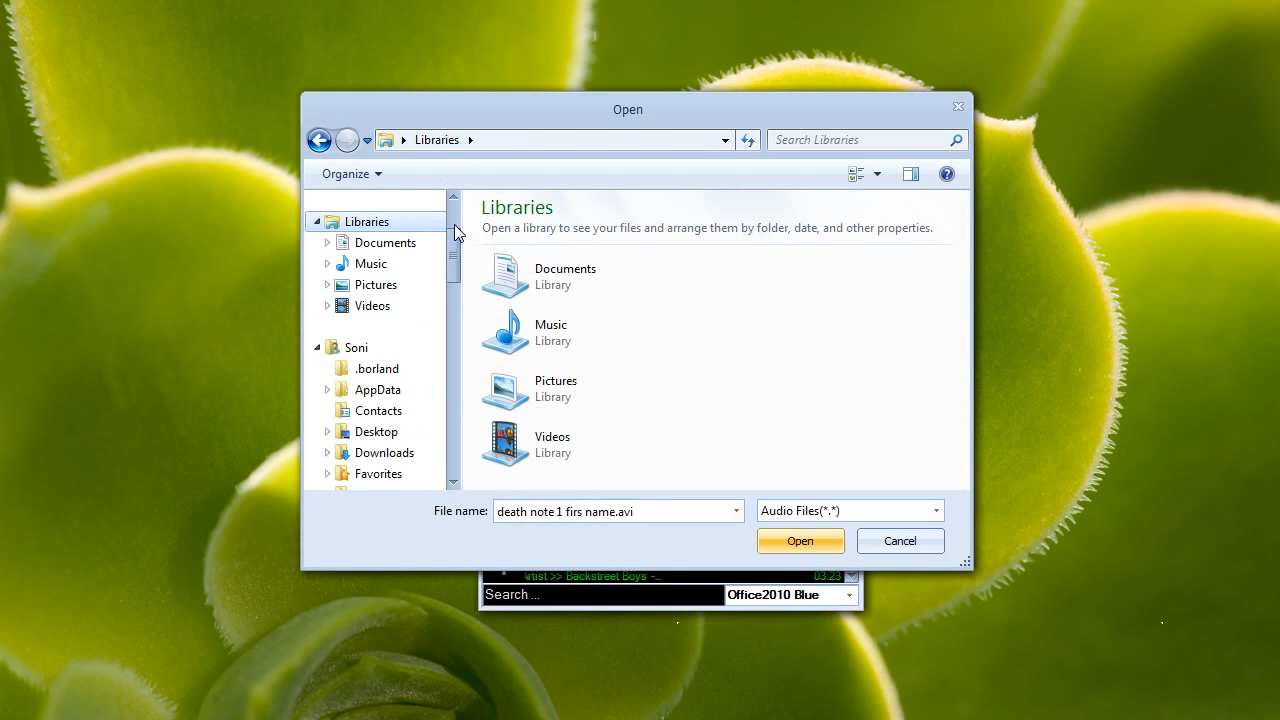 Open
Libraries
Search Libraries
Organize
Libraries
Documents
Music
Pictures
Videos
Soni
.borland
AppData
Contacts
Desktop
Downloads
Favorites
Libraries
Open a library to see your files and arrange them by folder, date, and other properties.
Documents
Library
Music
Library
Pictures
Library
Videos
Library
File name: death note 1 firs name.avi
Audio Files(*.*)
Open Cancel
Artist >> Backstreet Boys -... 03:23
Search ... Office2010 Blue